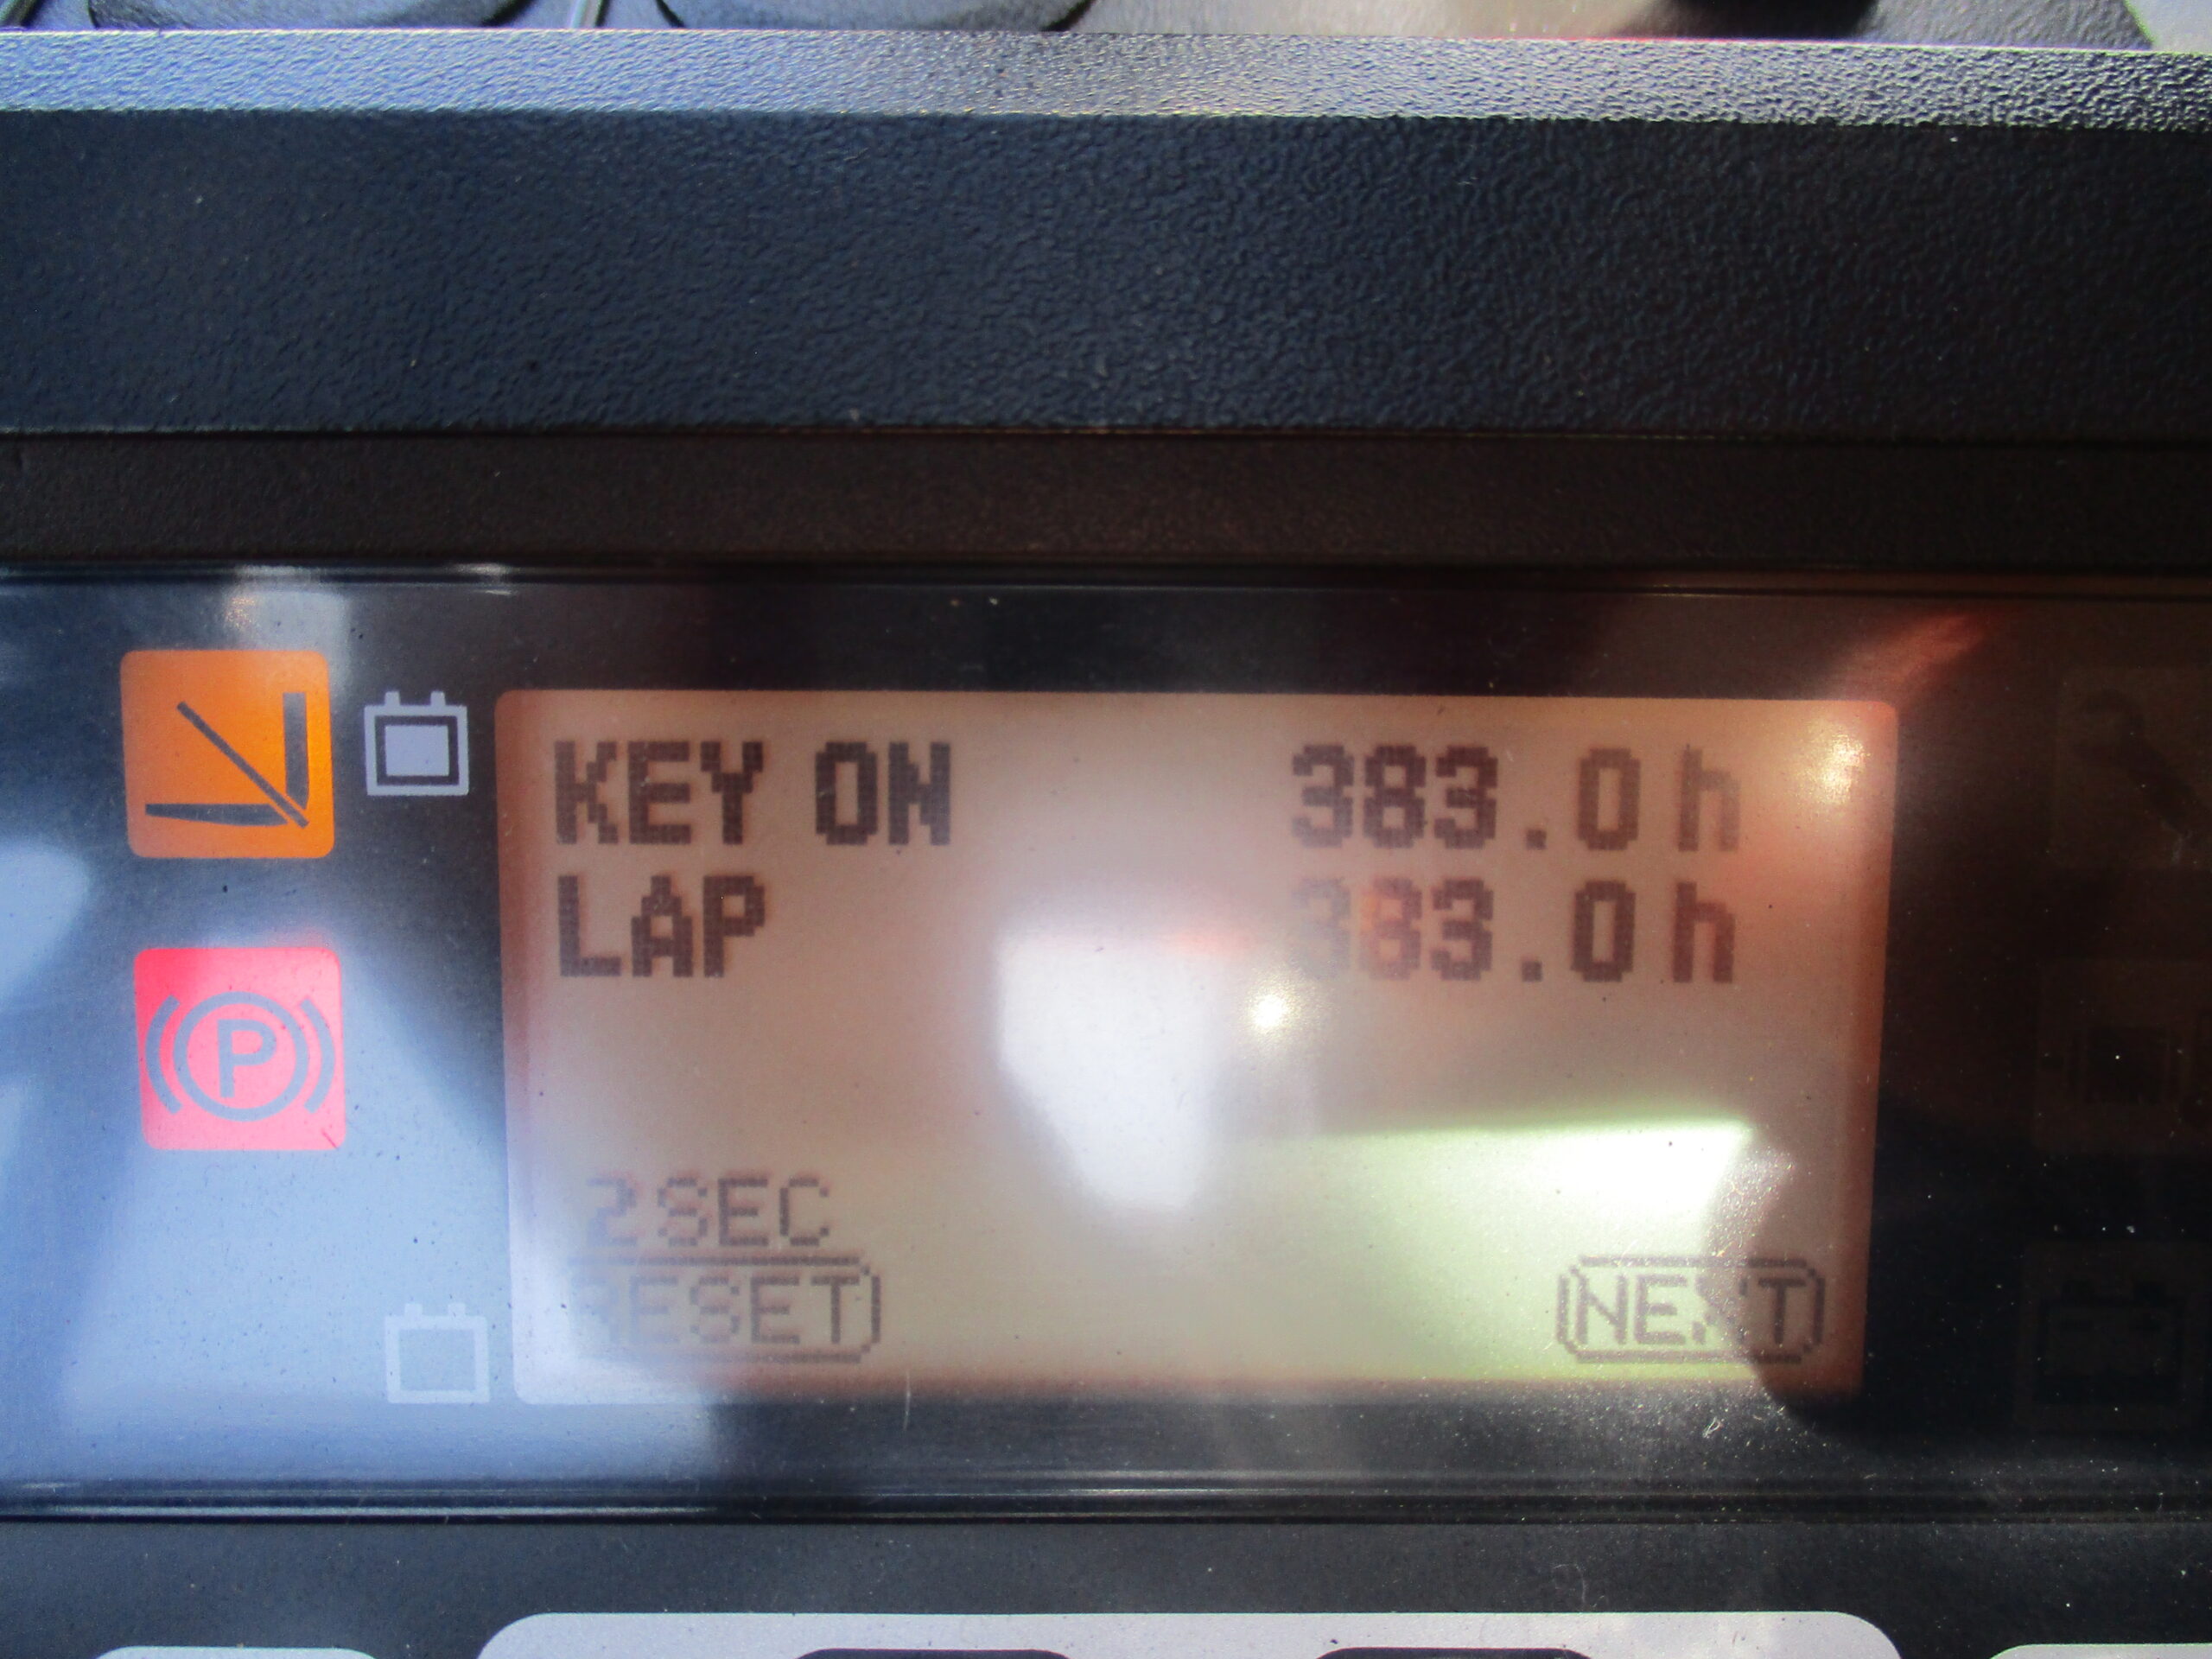 KEY ON 383.0h
LAP 383.0h
P
2SEC
RESET NEXT